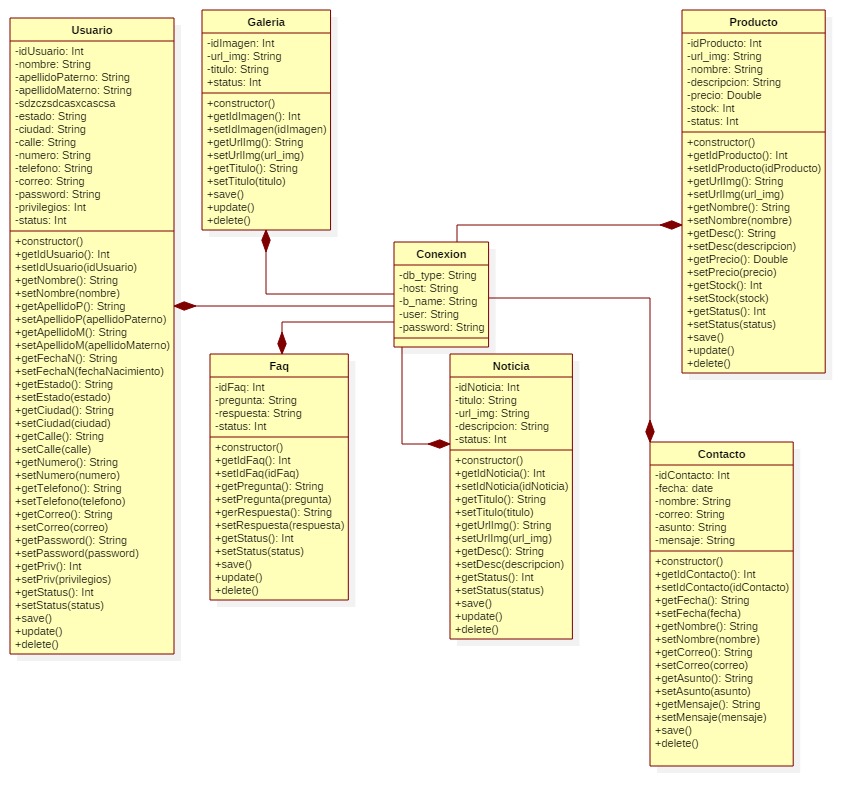 Usuario
-idUsuario: Int
-nombre: String
-apellidoPaterno: String
-apellidoMaterno: String
-sdzczsdcasxcascsa
-estado: String
-ciudad: String
-calle: String
-numero: String
-telefono: String
-correo: String
-password: String
-privilegios: Int
-status: Int
+constructor()
+getIdUsuario(): Int
+setIdUsuario(idUsuario)
+getNombre(): String
+setNombre(nombre)
+getApellidoP(): String
+setApellidoP(apellidoPaterno)
+getApellidoM(): String
+setApellidoM(apellidoMaterno)
+getFechaN(): String
+setFechaN(fechaNacimiento)
+getEstado(): String
+setEstado(estado)
+getCiudad(): String
+setCiudad(ciudad)
+getCalle(): String
+setCalle(calle)
+getNumero(): String
+setNumero(numero)
+getTelefono(): String
+setTelefono(telefono)
+getCorreo(): String
+setCorreo(correo)
+getPassword(): String
+setPassword(password)
+getPriv(): Int
+setPriv(privilegios)
+getStatus(): Int
+setStatus(status)
+save()
+update()
+delete()
Galeria
-idImagen: Int
-url_img: String
-titulo: String
+status: Int
+constructor()
+getIdImagen(): Int
+setIdImagen(idImagen)
+getUrlImg(): String
+setUrlImg(url_img)
+getTitulo(): String
+setTitulo(titulo)
+save()
+update()
+delete()
Conexion
-db_type: String
-host: String
-b_name: String
-user: String
-password: String
Faq
-idFaq: Int
-pregunta: String
-respuesta: String
-status: Int
+constructor()
+getIdFaq(): Int
+setIdFaq(idFaq)
+getPregunta(): String
+setPregunta(pregunta)
+gerRespuesta(): String
+setRespuesta(respuesta)
+getStatus(): Int
+setStatus(status)
+save()
+update()
+delete()
Noticia
-idNoticia: Int
-titulo: String
-url_img: String
-descripcion: String
-status: Int
+constructor()
+getIdNoticia(): Int
+setIdNoticia(idNoticia)
+getTitulo(): String
+setTitulo(titulo)
+getUrlImg(): String
+setUrlImg(url_img)
+getDesc(): String
+setDesc(descripcion)
+getStatus(): Int
+setStatus(status)
+save()
+update()
+delete()
Producto
-idProducto: Int
-url_img: String
-nombre: String
-descripcion: String
-precio: Double
-stock: Int
-status: Int
+constructor()
+getIdProducto(): Int
+setIdProducto(idProducto)
+getUrlImg(): String
+setUrlImg(url_img)
+getNombre(): String
+setNombre(nombre)
+getDesc(): String
+setDesc(descripcion)
+getPrecio(): Double
+setPrecio(precio)
+getStock(): Int
+setStock(stock)
+getStatus(): Int
+setStatus(status)
+save()
+update()
+delete()
Contacto
-idContacto: Int
-fecha: date
-nombre: String
-correo: String
-asunto: String
-mensaje: String
+constructor()
+getIdContacto(): Int
+setIdContacto(idContacto)
+getFecha(): String
+setFecha(fecha)
+getNombre(): String
+setNombre(nombre)
+getCorreo(): String
+setCorreo(correo)
+getAsunto(): String
+setAsunto(asunto)
+getMensaje(): String
+setMensaje(mensaje)
+save()
+delete()